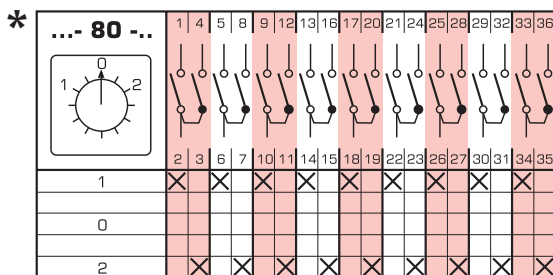 *
...- 80 -.. 1 4 5 8 9 12 13 16 17 20 21 24 25 28 29 32 33 36
0
1 2
2 3 6 7 10 11 14 15 18 19 22 23 26 27 30 31 34 35
1 X X X X X X X X X
0
2 X X X X X X X X X